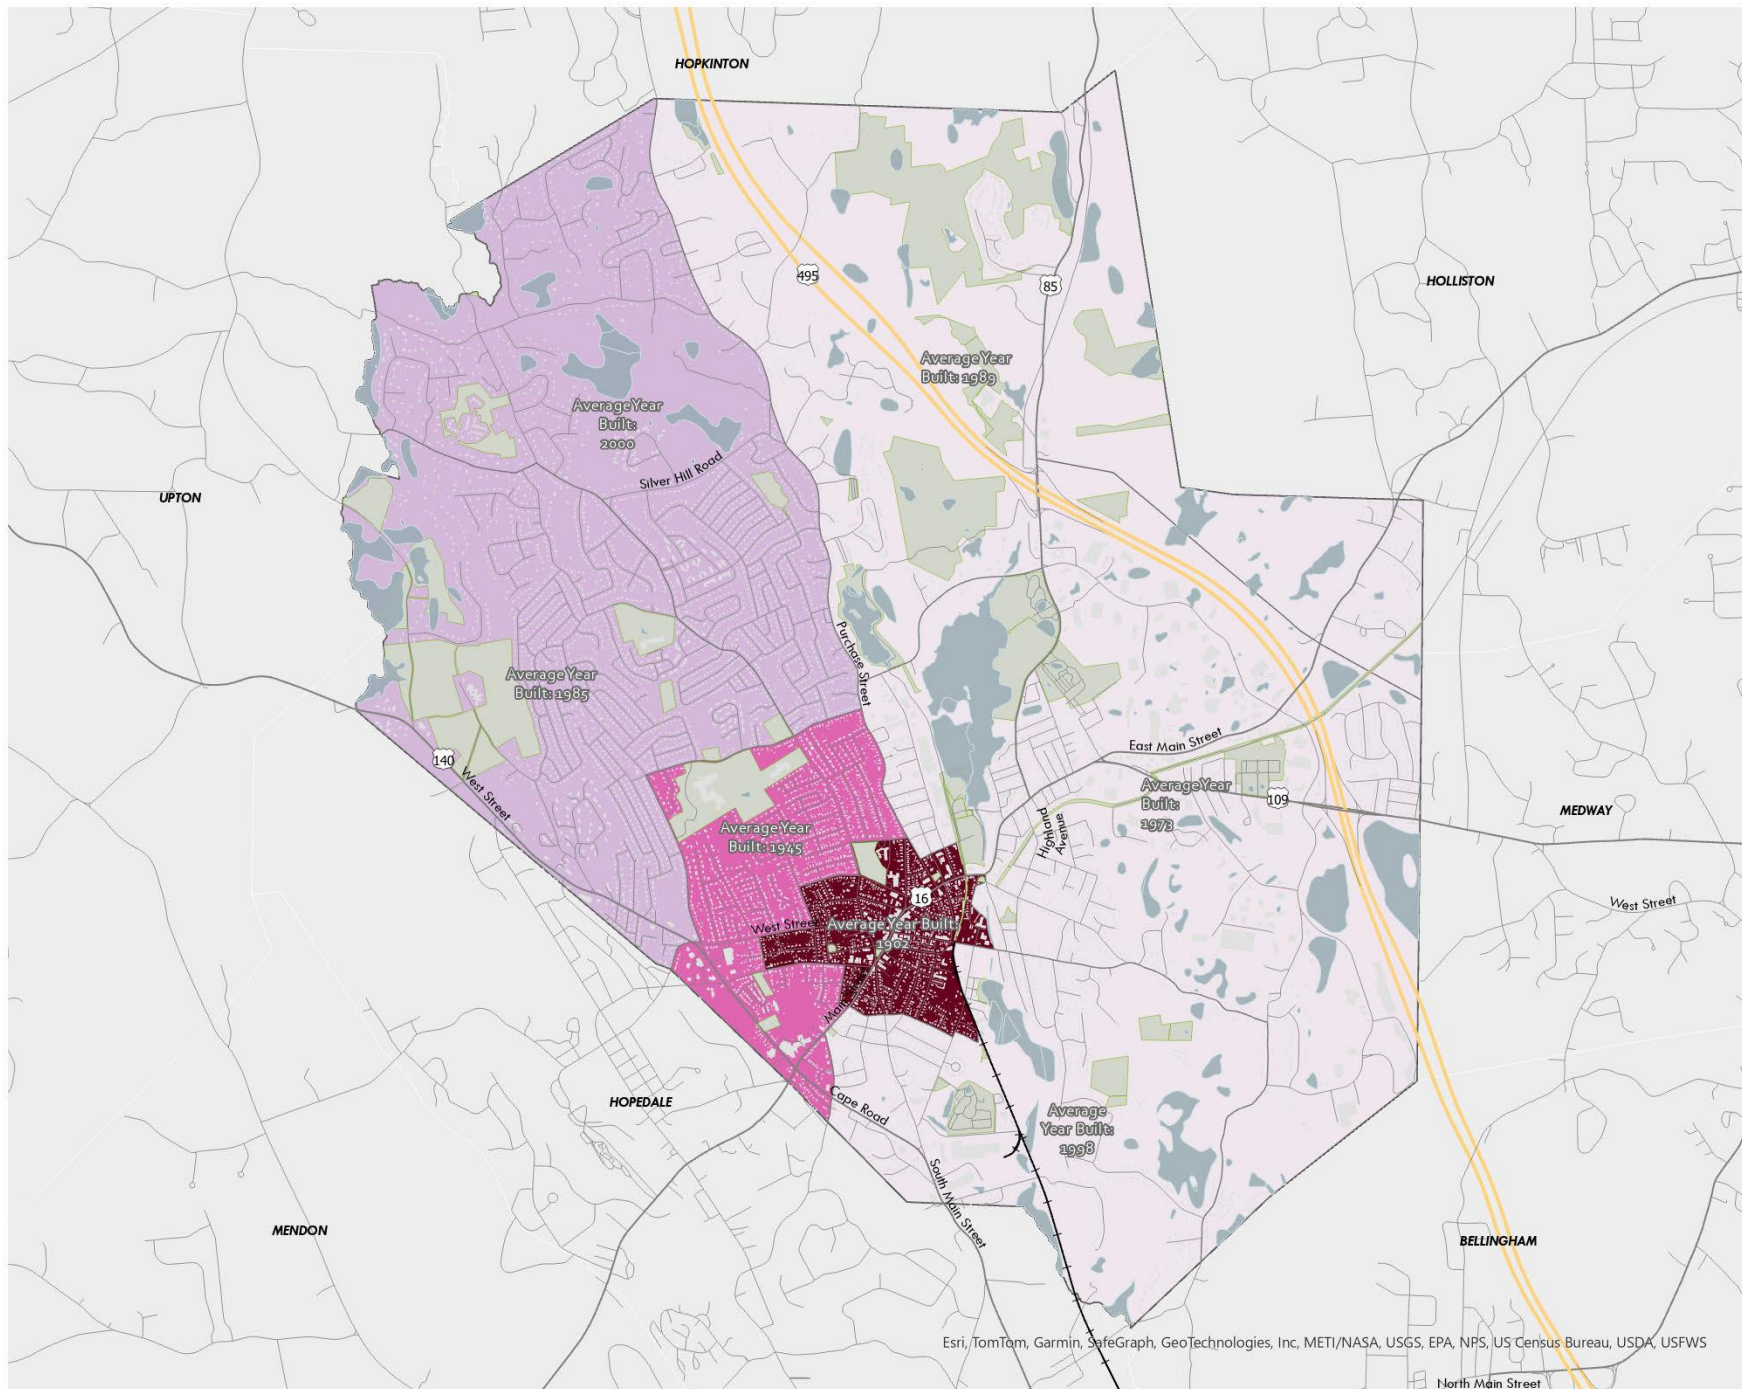 HOPKINTON
495
85
HOLLISTON
Average Year
Built: 1989
Average Year
Built:
2000
Silver Hill Road
UPTON
Purchase Street
Average Year
Built: 1985
East Main Street
140
West Street
Average Year
Built:
1973
109
MEDWAY
Highland
Avenue
Average Year
Built: 1945
16
West Street
West Street
Average Year Built:
1902
Main
HOPEDALE
Cape Road
Average
Year Built:
1998
South Main Street
MENDON
BELLINGHAM
Esri, TomTom, Garmin, SafeGraph, GeoTechnologies, Inc, METI/NASA, USGS, EPA, NPS, US Census Bureau, USDA, USFWS
North Main Street